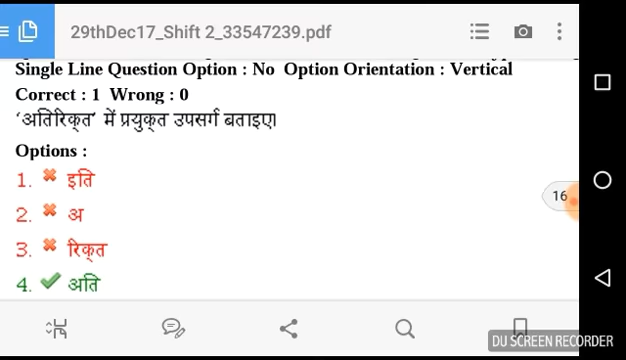 29thDec17_Shift 2_33547239.pdf
Single Line Question Option : No Option Orientation : Vertical
Correct : 1 Wrong : 0
‘अतिरिक्त’ में प्रयुक्त उपसर्ग बताइए।
Options :
1. इति
2. अ
3. रिक्त
4. अति
16
DU SCREEN RECORDER